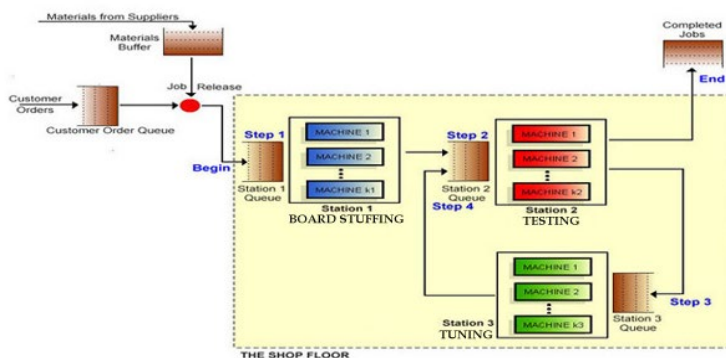 Materials from Suppliers
Materials
Buffer
Completed
Jobs
End
Job Release
Customer
Orders
Customer Order Queue
Begin
Step 1
Station 1
Queue
MACHINE 1
MACHINE 2
MACHINE k1
Station 1
BOARD STUFFING
Step 2
Station 2
Queue
Step 4
MACHINE 1
MACHINE 2
MACHINE k2
Station 2
TESTING
Step 3
Station 3
Queue
MACHINE 1
MACHINE 2
MACHINE k3
Station 3
TUNING
THE SHOP FLOOR